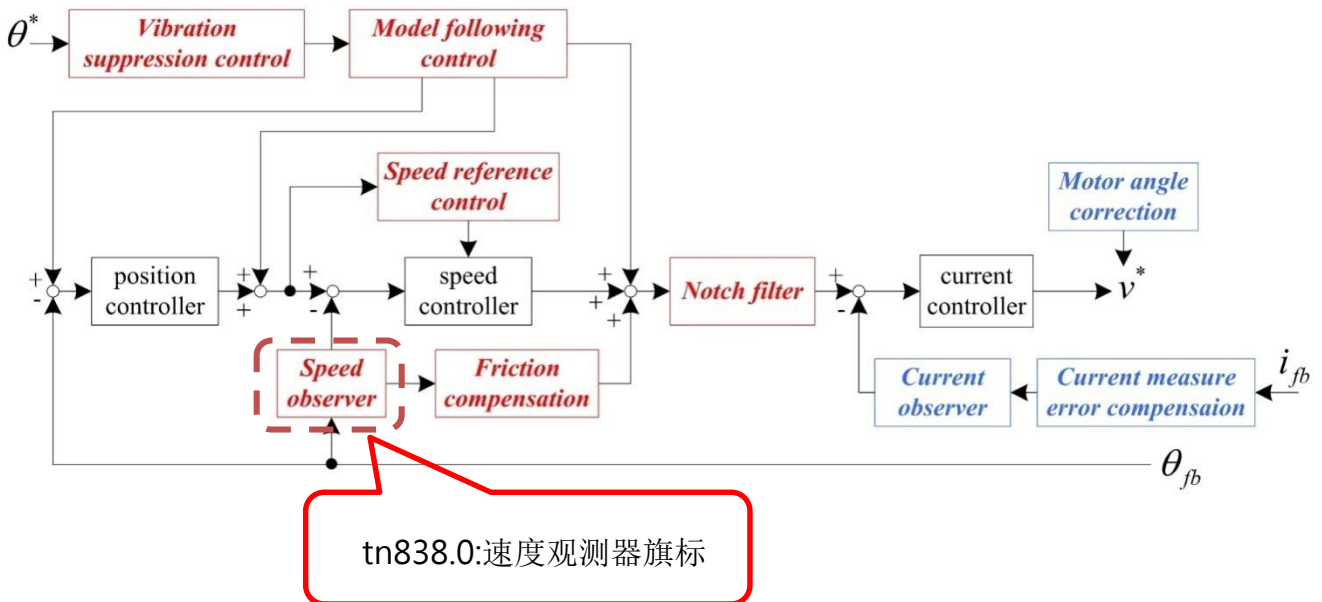 θ*
Vibration
suppression control
Model following
control
Speed reference
control
Motor angle
correction
+
-
position
controller
+
+
+
-
speed
controller
+
+
+
Notch filter
+
-
current
controller
v*
Speed
observer
Friction
compensation
Current
observer
Current measure
error compensaion
i_fb
θ_fb
tn838.0:速度观测器旗标